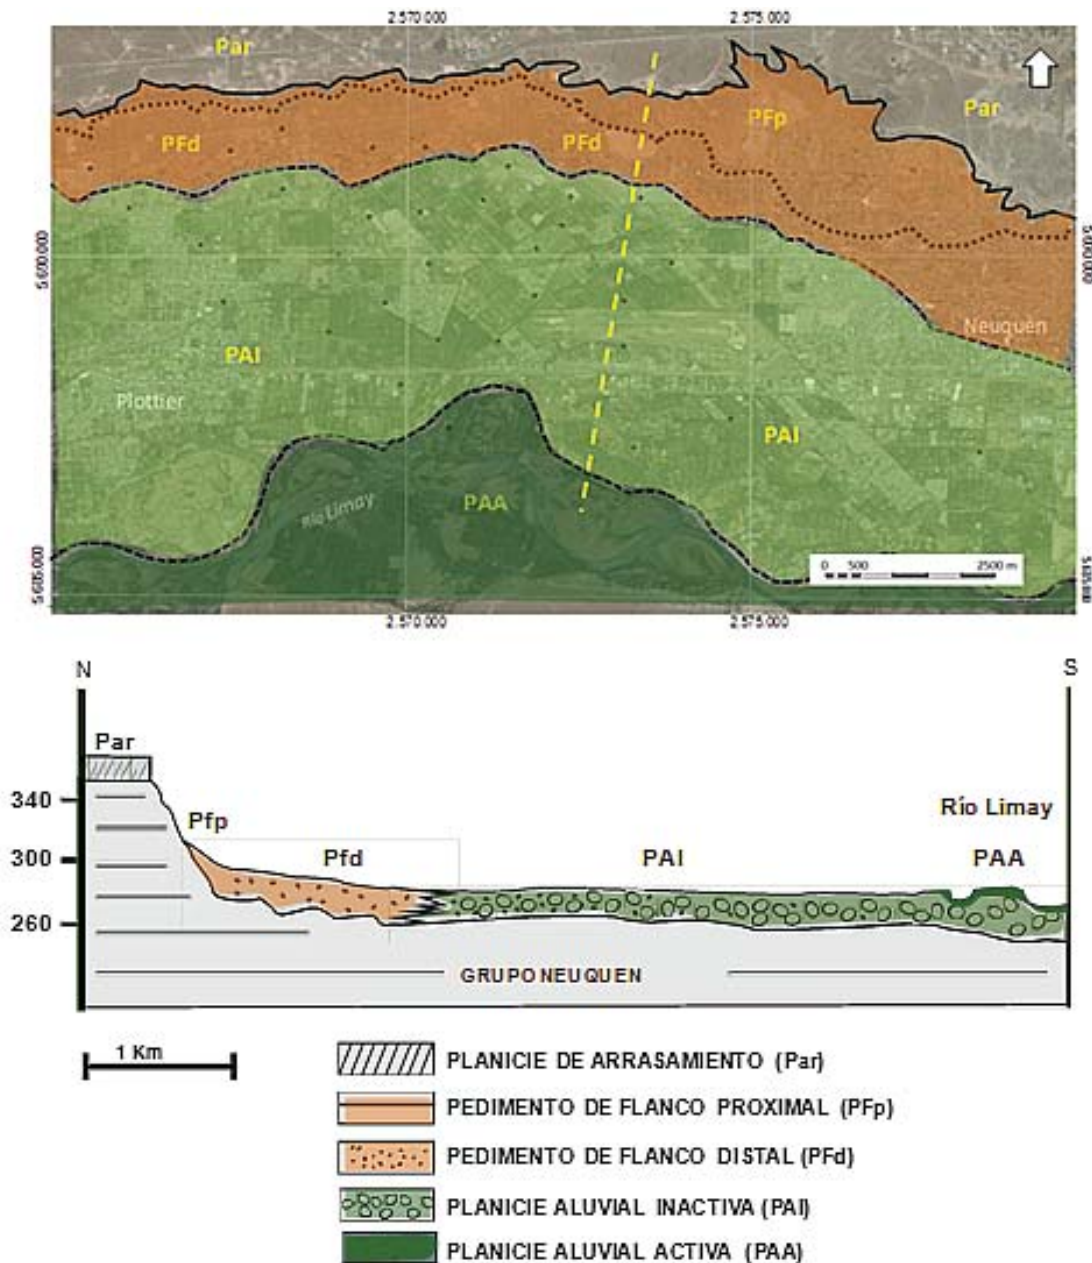 2.570.000 2.575.000
Par
Par
PFp
PFd PFd
Neuquén
PAI
Plottier
PAI
Río Limay
PAA
0 500 2500 m
2.570.000 2.575.000
N S
Par
340
Río Limay
Pfp
300
Pfd PAI PAA
260
GRUPO NEUQUEN
1 Km
PLANICIE DE ARRASAMIENTO (Par)
PEDIMENTO DE FLANCO PROXIMAL (PFp)
PEDIMENTO DE FLANCO DISTAL (PFd)
PLANICIE ALUVIAL INACTIVA (PAI)
PLANICIE ALUVIAL ACTIVA (PAA)